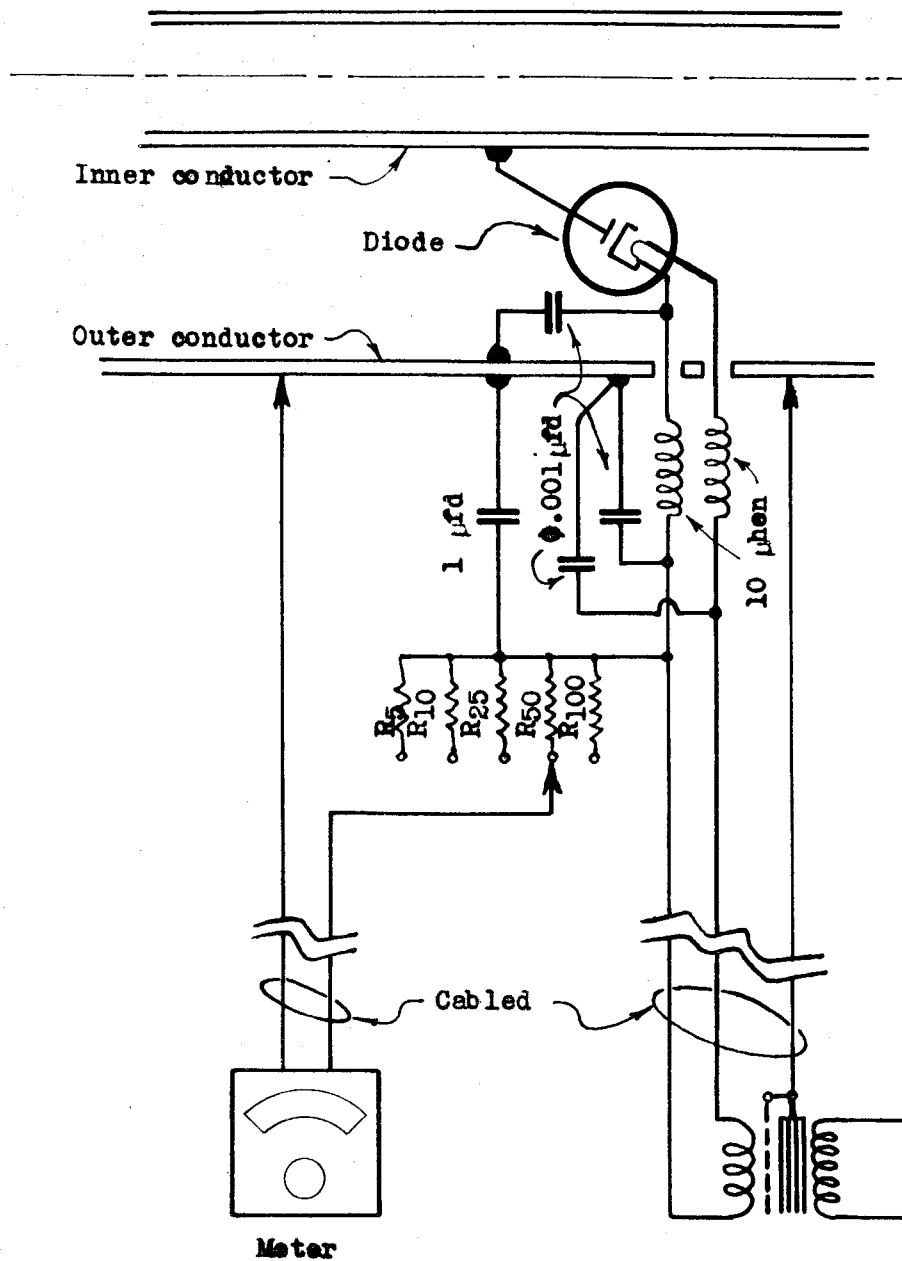 Inner conductor
Diode
Outer conductor
0.001 μfd
1 μfd
10 μhen
R5
R10
R25
R50
R100
Cabled
Meter